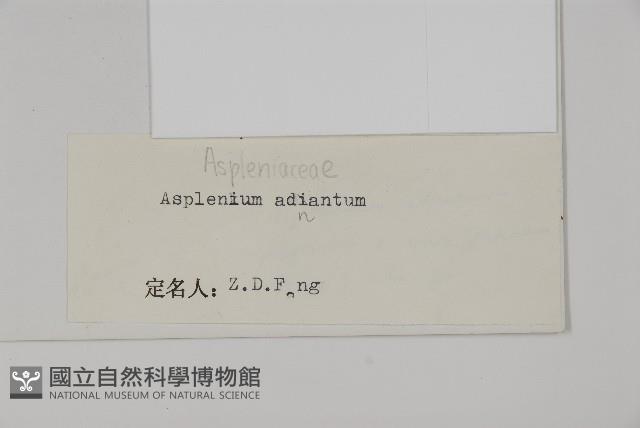 Aspleniaceae
Asplenium adiantum
n
定名人: Z.D.F ng
國立自然科學博物館
NATIONAL MUSEUM OF NATURAL SCIENCE